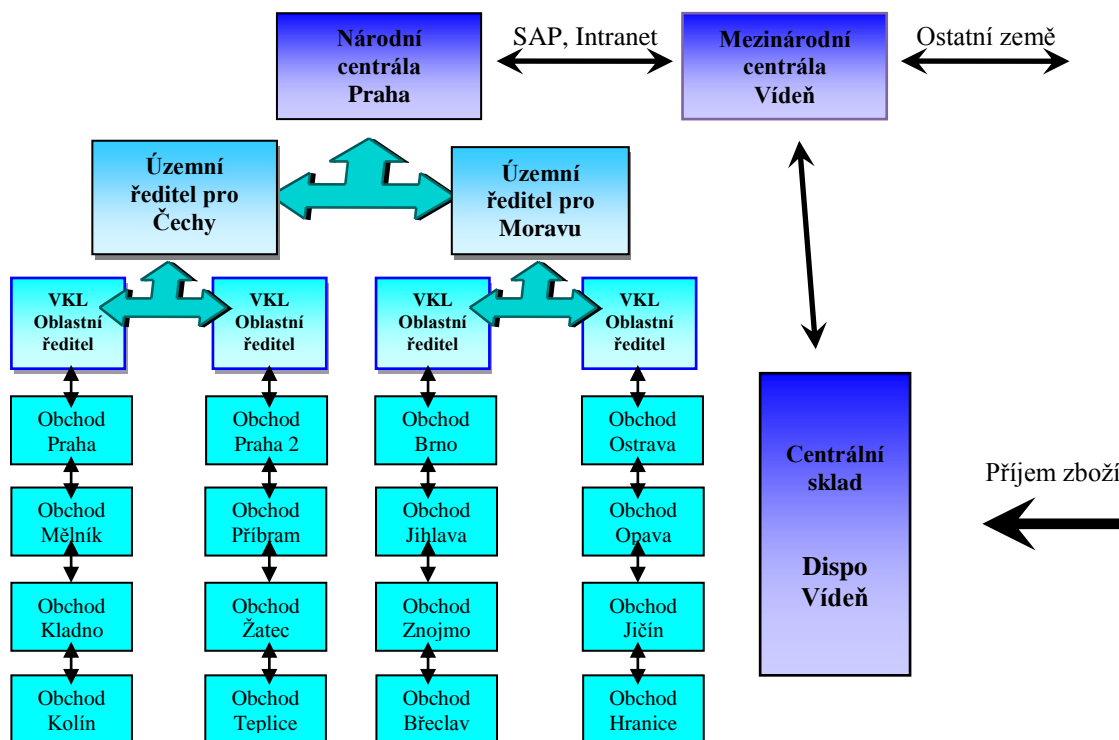 Národní
centrála
Praha
SAP, Intranet
Mezinárodní
centrála
Vídeň
Ostatní země
Územní
ředitel pro
Čechy
Územní
ředitel pro
Moravu
VKL
Oblastní
ředitel
VKL
Oblastní
ředitel
VKL
Oblastní
ředitel
VKL
Oblastní
ředitel
Obchod
Praha
Obchod
Praha 2
Obchod
Brno
Obchod
Ostrava
Obchod
Mělník
Obchod
Příbram
Obchod
Jihlava
Obchod
Opava
Obchod
Kladno
Obchod
Žatec
Obchod
Znojmo
Obchod
Jičín
Obchod
Kolín
Obchod
Teplice
Obchod
Břeclav
Obchod
Hranice
Centrální
sklad
Dispo
Vídeň
Příjem zboží